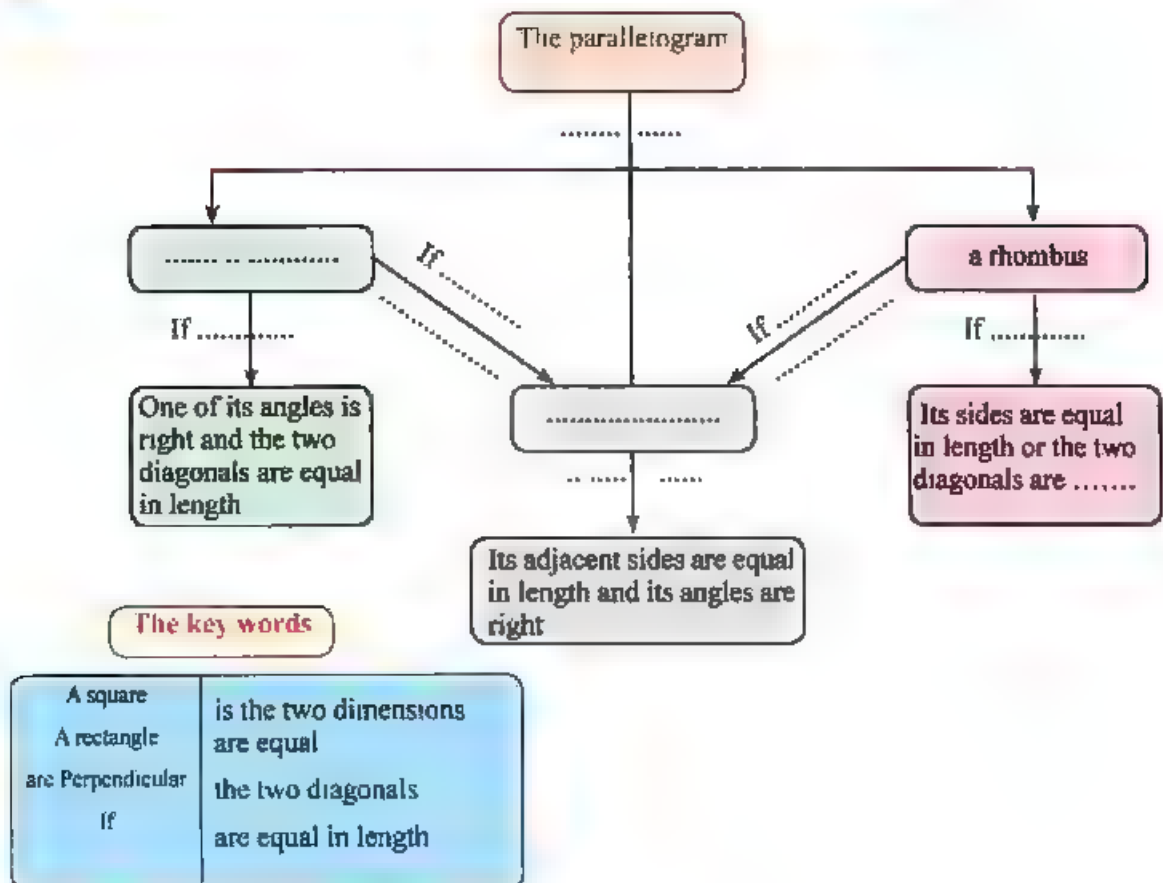 The parallelogram
......... ......
....... .. ............
If ..........
If ..........
a rhombus
If ..............
One of its angles is
right and the two
diagonals are equal
in length
If ..............
......................
Its sides are equal
in length or the two
diagonals are .......
.. ..... ......
Its adjacent sides are equal
in length and its angles are
right
The key words
A square
A rectangle
are Perpendicular
If
is the two dimensions
are equal
the two diagonals
are equal in length